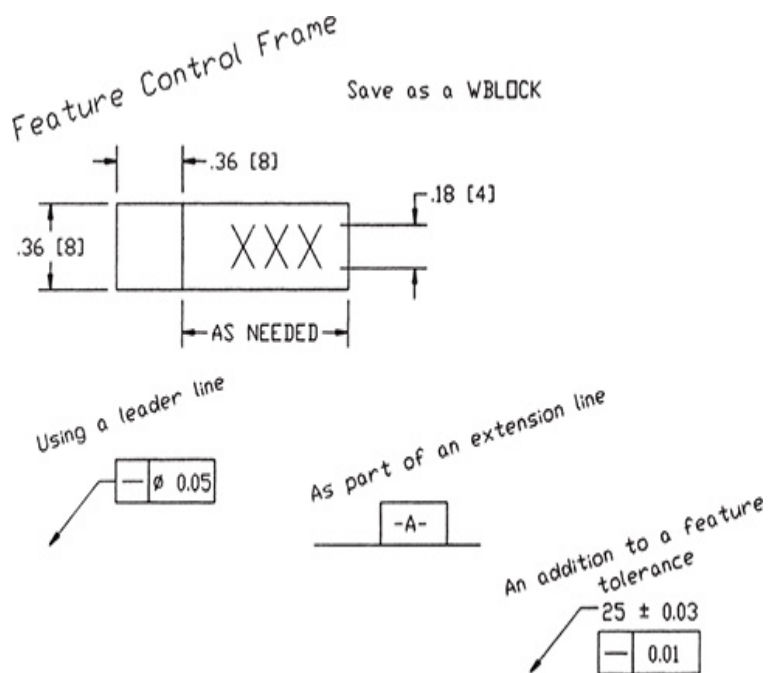 Feature Control Frame
Save as a WBLOCK
.36 [8]
.18 [4]
.36 [8]
XXX
AS NEEDED
Using a leader line
— ø 0.05
As part of an extension line
-A-
An addition to a feature
tolerance
25 ± 0.03
— 0.01